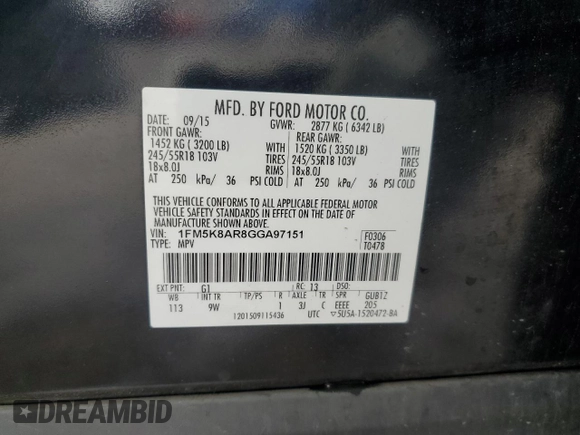 MFD. BY FORD MOTOR CO.
DATE: 09/15 GVWR: 2877 KG ( 6342 LB)
FRONT GAWR: REAR GAWR:
1452 KG ( 3200 LB) WITH 1520 KG ( 3350 LB) WITH
245/55R18 103V TIRES 245/55R18 103V TIRES
18x8.0J RIMS 18x8.0J RIMS
AT 250 kPa/ 36 PSI COLD AT 250 kPa/ 36 PSI COLD
THIS VEHICLE CONFORMS TO ALL APPLICABLE FEDERAL MOTOR
VEHICLE SAFETY STANDARDS IN EFFECT ON THE DATE OF
MANUFACTURE SHOWN ABOVE.
VIN: 1FM5K8AR8GGA97151 F0306
TYPE: MPV T0478
EXT PNT: G1 RC: 13 DSO:
WB INT TR TP/PS R AXLE TR SPR GUB1Z
113 9W I 3J C EEEE 205
1201509115436 UTC 5U5A-1520472-BA
DREAMBID